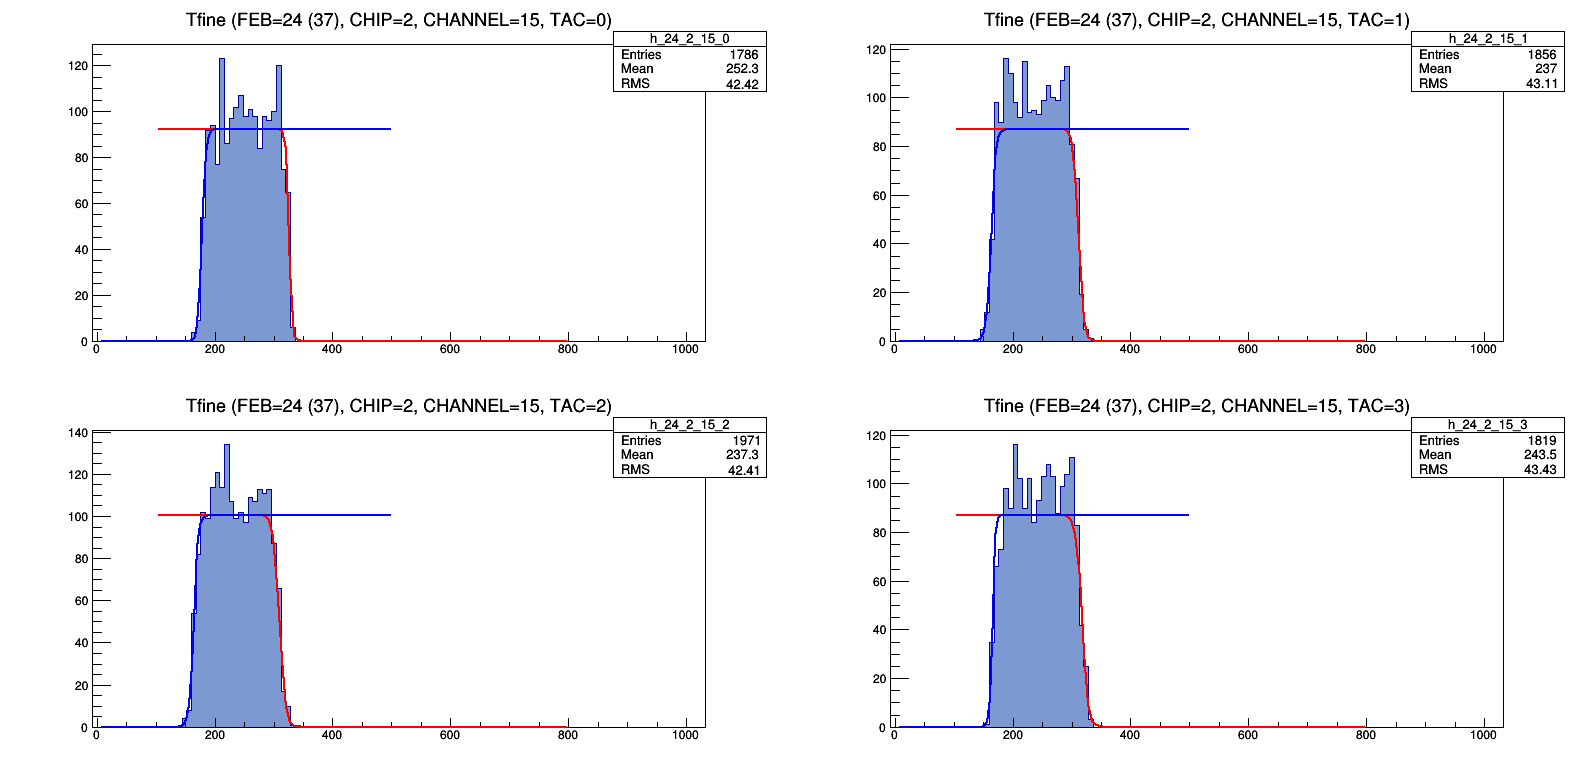 Tfine (FEB=24 (37), CHIP=2, CHANNEL=15, TAC=0)
h_24_2_15_0
Entries 1786
Mean 252.3
RMS 42.42
120
100
80
60
40
20
0
0 200 400 600 800 1000
Tfine (FEB=24 (37), CHIP=2, CHANNEL=15, TAC=1)
h_24_2_15_1
Entries 1856
Mean 237
RMS 43.11
120
100
80
60
40
20
0
0 200 400 600 800 1000
Tfine (FEB=24 (37), CHIP=2, CHANNEL=15, TAC=2)
h_24_2_15_2
Entries 1971
Mean 237.3
RMS 42.41
140
120
100
80
60
40
20
0
0 200 400 600 800 1000
Tfine (FEB=24 (37), CHIP=2, CHANNEL=15, TAC=3)
h_24_2_15_3
Entries 1819
Mean 243.5
RMS 43.43
120
100
80
60
40
20
0
0 200 400 600 800 1000